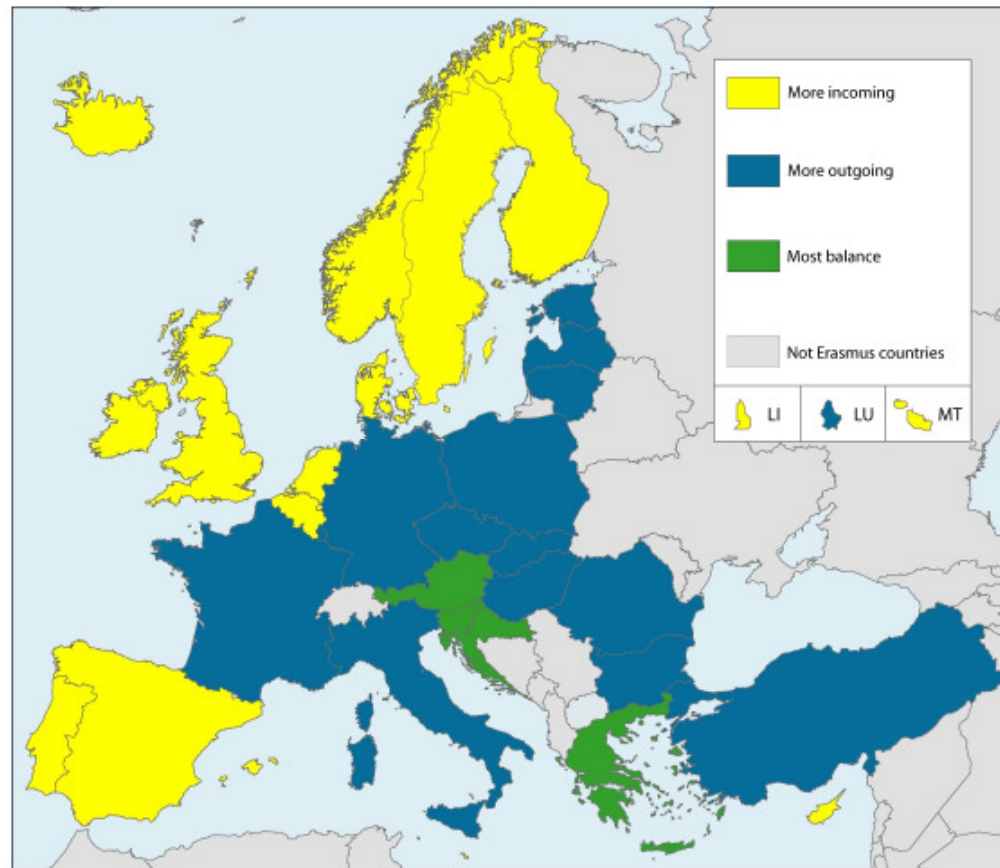 More incoming
More outgoing
Most balance
Not Erasmus countries
LI LU MT